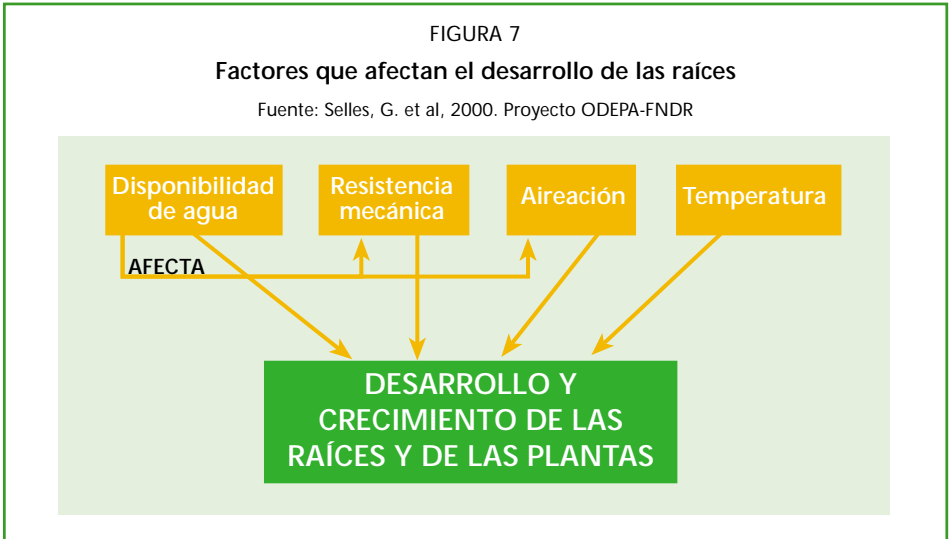 FIGURA 7
Factores que afectan el desarrollo de las raíces
Fuente: Selles, G. et al, 2000. Proyecto ODEPA-FNDR
Disponibilidad
de agua
Resistencia
mecánica
Aireación
Temperatura
AFECTA
DESARROLLO Y
CRECIMIENTO DE LAS
RAÍCES Y DE LAS PLANTAS